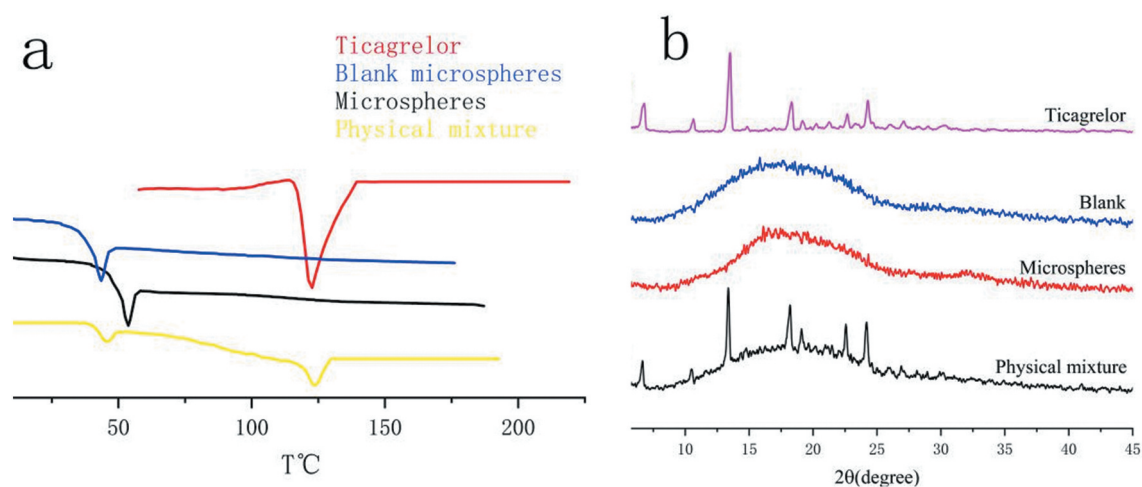 a
Ticagrelor
Blank microspheres
Microspheres
Physical mixture
50
100
150
200
T℃
b
Ticagrelor
Blank
Microspheres
Physical mixture
10
15
20
25
30
35
40
45
2θ(degree)